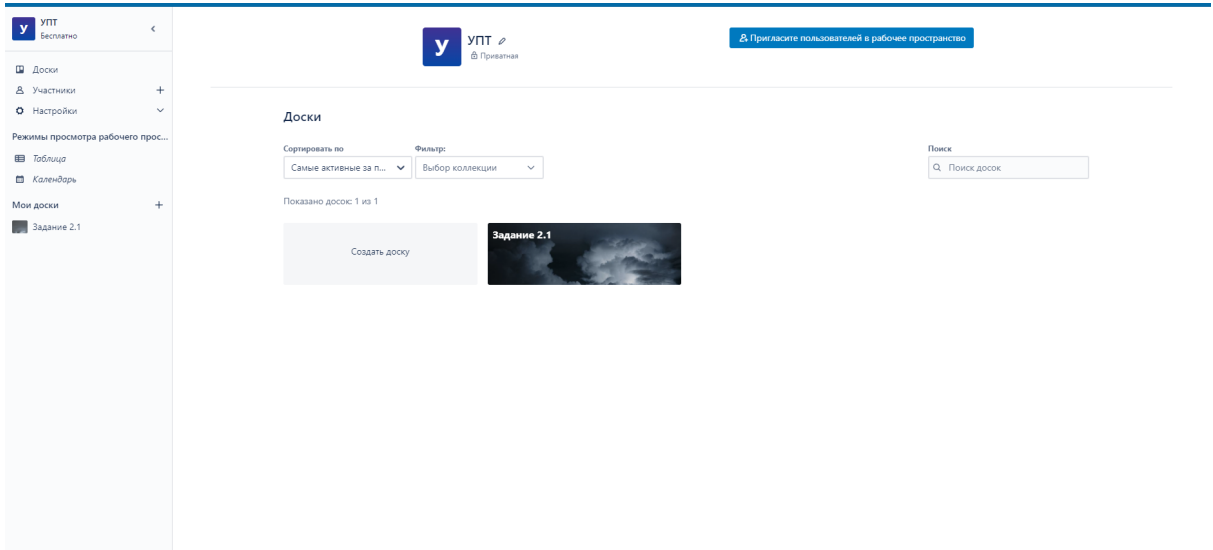 У
УПТ
Бесплатно
Доски
Участники
Настройки
Режимы просмотра рабочего прос...
Таблица
Календарь
Мои доски
Задание 2.1
У
УПТ
Приватная
Пригласите пользователей в рабочее пространство
Доски
Сортировать по
Фильтр:
Поиск
Самые активные за п...
Выбор коллекции
Поиск досок
Показано досок: 1 из 1
Создать доску
Задание 2.1